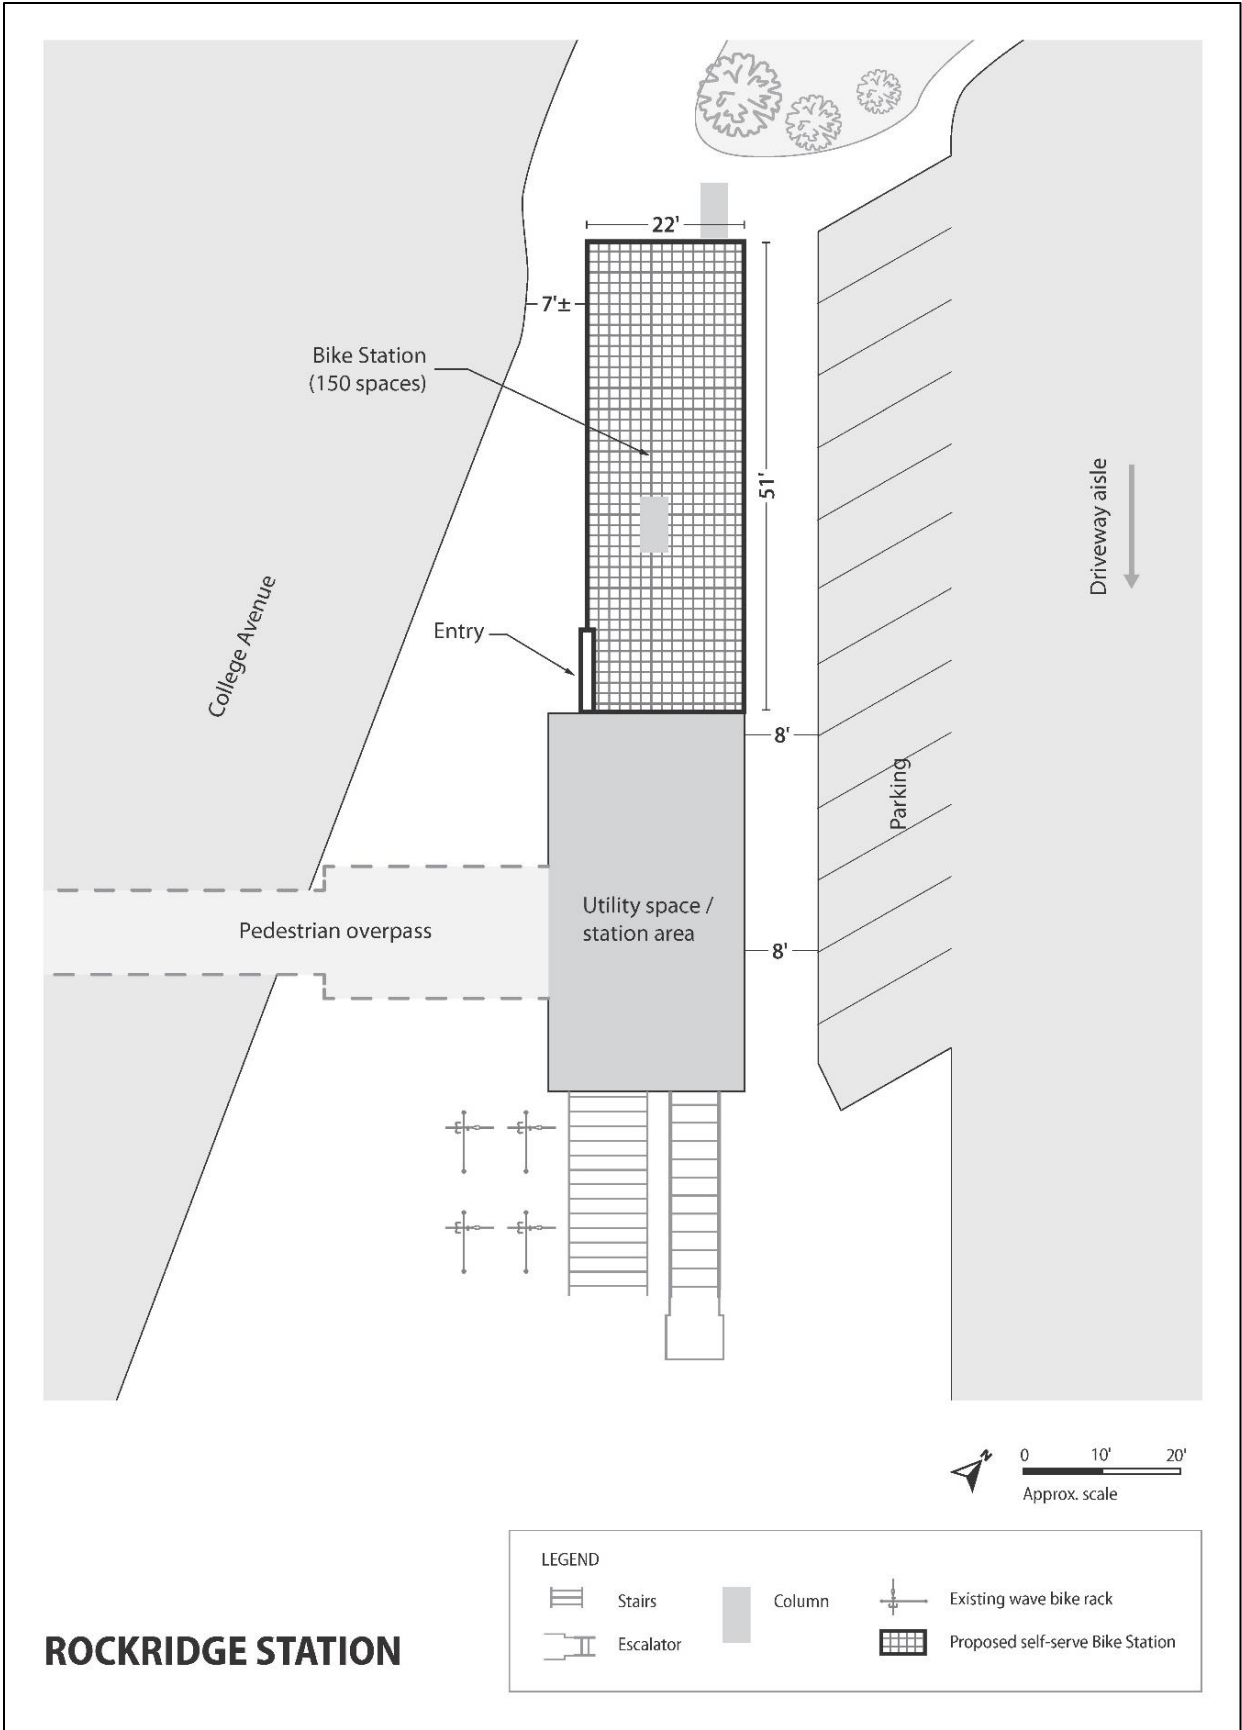 22'
7'±
Bike Station
(150 spaces)
51'
Driveway aisle
College Avenue
Entry
8'
Parking
Utility space /
station area
Pedestrian overpass
8'
N
0 10' 20'
Approx. scale
LEGEND
Stairs
Column
Existing wave bike rack
Escalator
Proposed self-serve Bike Station
ROCKRIDGE STATION